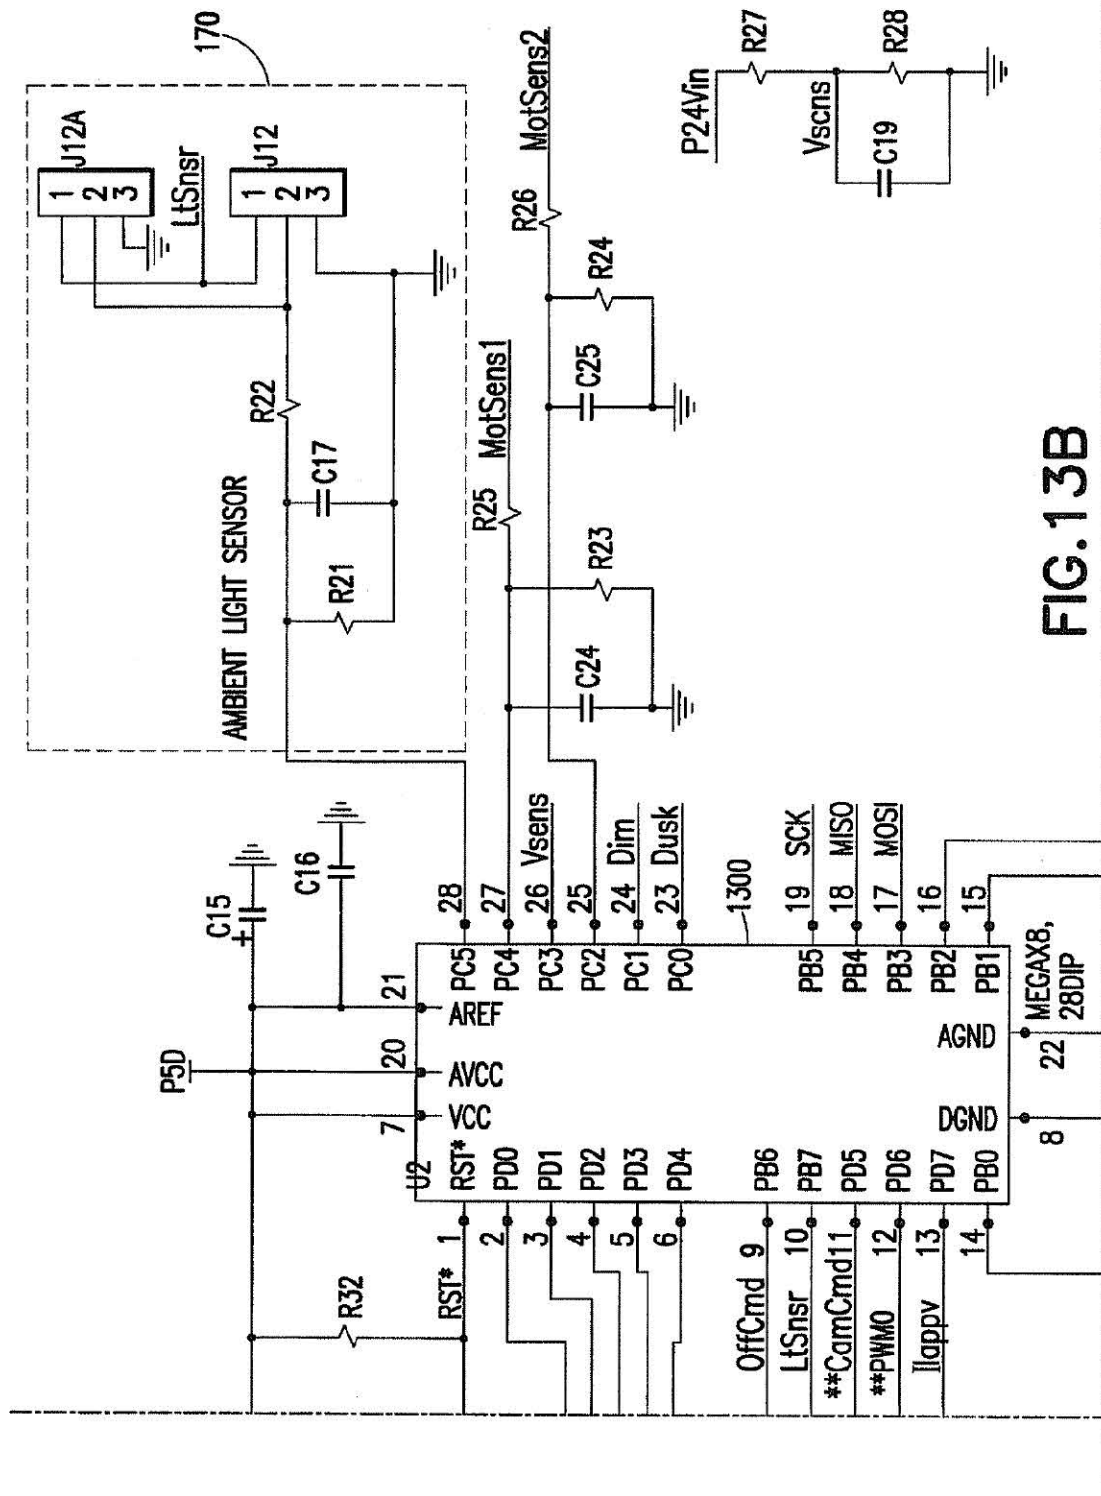 170
J12A
1
2
3
LtSnsr
J12
1
2
3
R22
C17
R21
AMBIENT LIGHT SENSOR
MotSens2
R26
R24
C25
MotSens1
R25
R23
C24
P24Vin
R27
Vscns
R28
C19
C15
+
C16
P5D
R32
RST*
U2
7
VCC
20
AVCC
21
AREF
28
PC5
27
PC4
26
PC3
Vsens
25
PC2
24
PC1
Dim
23
PC0
Dusk
1300
19
PB5
SCK
18
PB4
MISO
17
PB3
MOSI
16
PB2
15
PB1
1
RST*
2
PD0
3
PD1
4
PD2
5
PD3
6
PD4
OffCmd
9
PB6
LtSnsr
10
PB7
**CamCmd
11
PD5
**PWM0
12
PD6
Ilappv
13
PD7
14
PB0
DGND
8
AGND
22
MEGAX8,
28DIP
FIG.13B